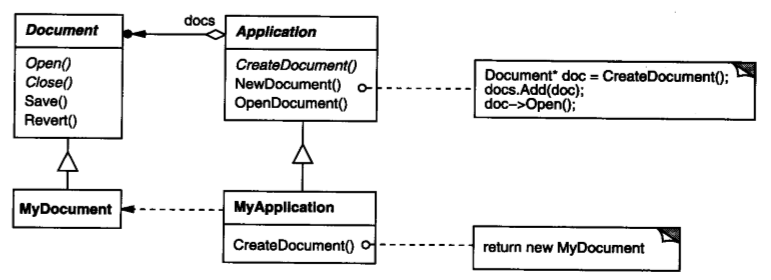 docs
Document
Open()
Close()
Save()
Revert()
Application
CreateDocument()
NewDocument()
OpenDocument()
Document* doc = CreateDocument();
docs.Add(doc);
doc–>Open();
MyDocument
MyApplication
CreateDocument()
return new MyDocument